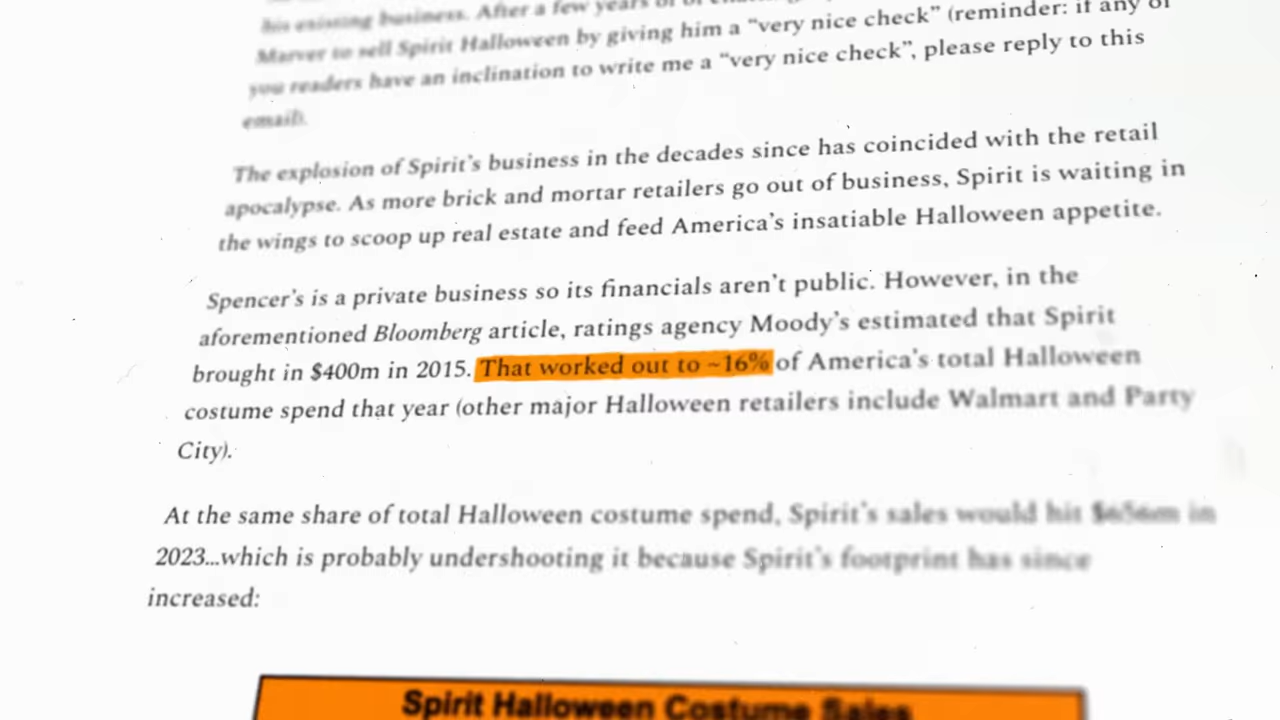 his existing business. After a few years of
Marver to sell Spirit Halloween by giving him a “very nice check” (reminder: if any of
you readers have an inclination to write me a “very nice check”, please reply to this
email).
The explosion of Spirit’s business in the decades since has coincided with the retail
apocalypse. As more brick and mortar retailers go out of business, Spirit is waiting in
the wings to scoop up real estate and feed America’s insatiable Halloween appetite.
Spencer’s is a private business so its financials aren’t public. However, in the
aforementioned Bloomberg article, ratings agency Moody’s estimated that Spirit
brought in $400m in 2015. That worked out to ~16% of America’s total Halloween
costume spend that year (other major Halloween retailers include Walmart and Party
City).
At the same share of total Halloween costume spend, Spirit’s sales would hit $656m in
2023...which is probably undershooting it because Spirit’s footprint has since
increased:
Spirit Halloween Costume Sales